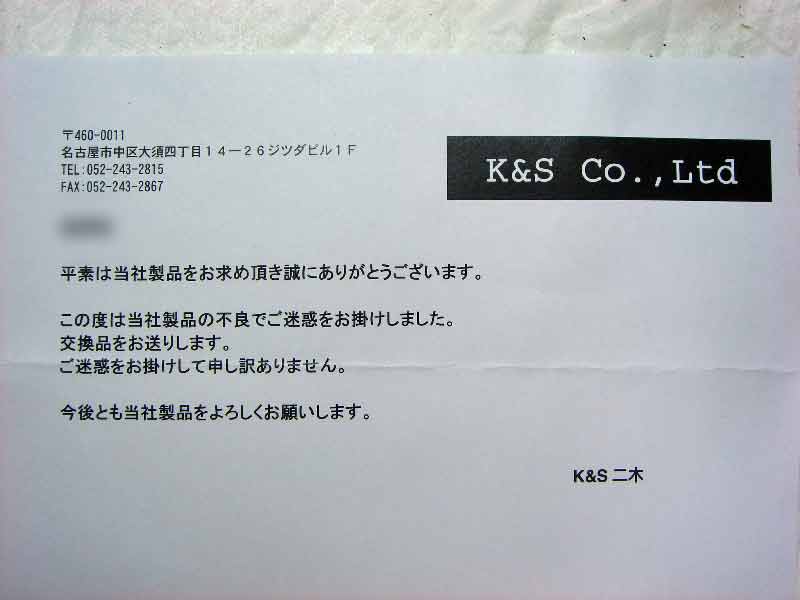 〒460-0011
名古屋市中区大須四丁目１４－２６ジツダビル１Ｆ
TEL:052-243-2815
FAX:052-243-2867
K&S Co.,Ltd
平素は当社製品をお求め頂き誠にありがとうございます。
この度は当社製品の不良でご迷惑をお掛けしました。
交換品をお送りします。
ご迷惑をお掛けして申し訳ありません。
今後とも当社製品をよろしくお願いします。
K&S 二木